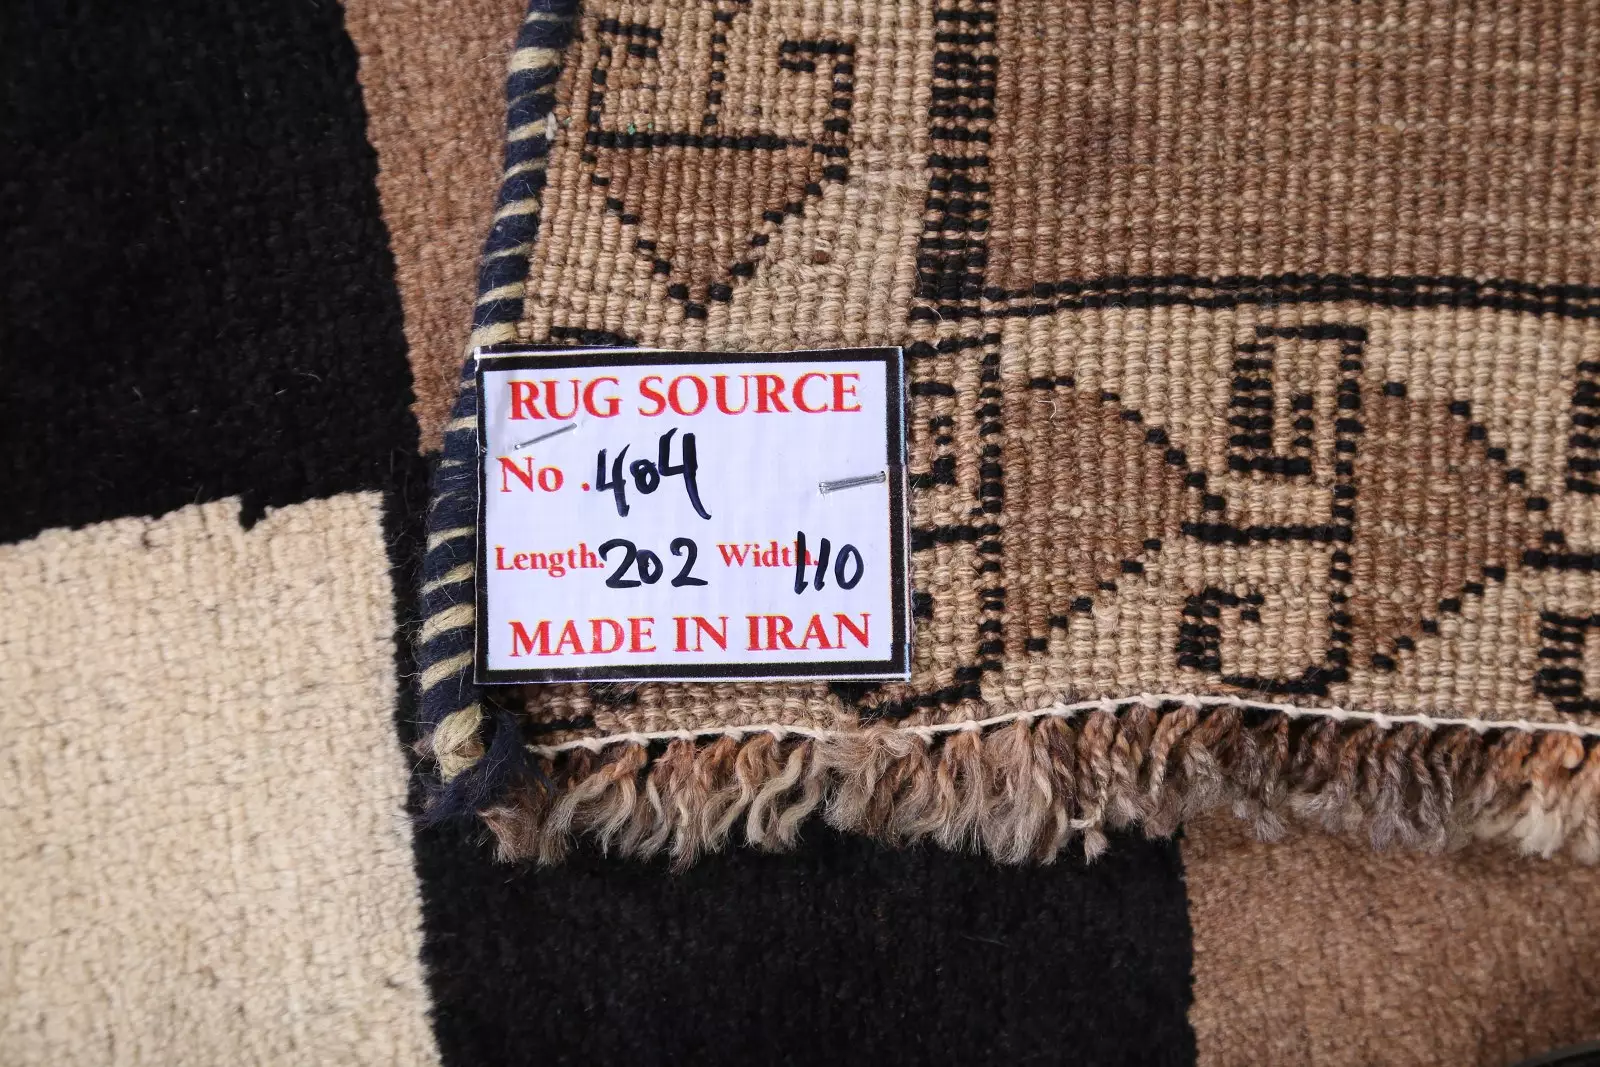 RUG SOURCE
No .404
Length.202 Width.110
MADE IN IRAN